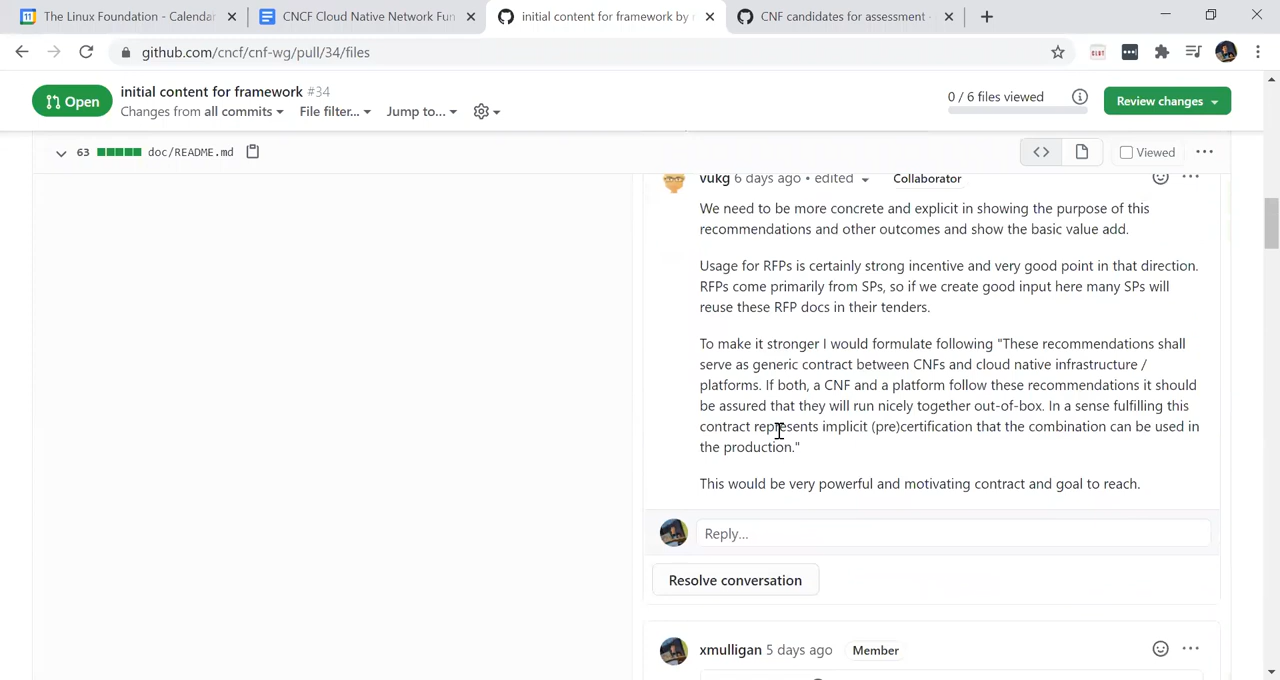 The Linux Foundation - Calenda
CNCF Cloud Native Network Fun
initial content for framework by
CNF candidates for assessment
github.com/cncf/cnf-wg/pull/34/files
Open
initial content for framework #34
Changes from all commits
File filter...
Jump to...
0 / 6 files viewed
Review changes
63
doc/README.md
Viewed
vukg 6 days ago • edited
Collaborator
We need to be more concrete and explicit in showing the purpose of this
recommendations and other outcomes and show the basic value add.
Usage for RFPs is certainly strong incentive and very good point in that direction.
RFPs come primarily from SPs, so if we create good input here many SPs will
reuse these RFP docs in their tenders.
To make it stronger I would formulate following "These recommendations shall
serve as generic contract between CNFs and cloud native infrastructure /
platforms. If both, a CNF and a platform follow these recommendations it should
be assured that they will run nicely together out-of-box. In a sense fulfilling this
contract represents implicit (pre)certification that the combination can be used in
the production."
This would be very powerful and motivating contract and goal to reach.
Reply...
Resolve conversation
xmulligan 5 days ago
Member